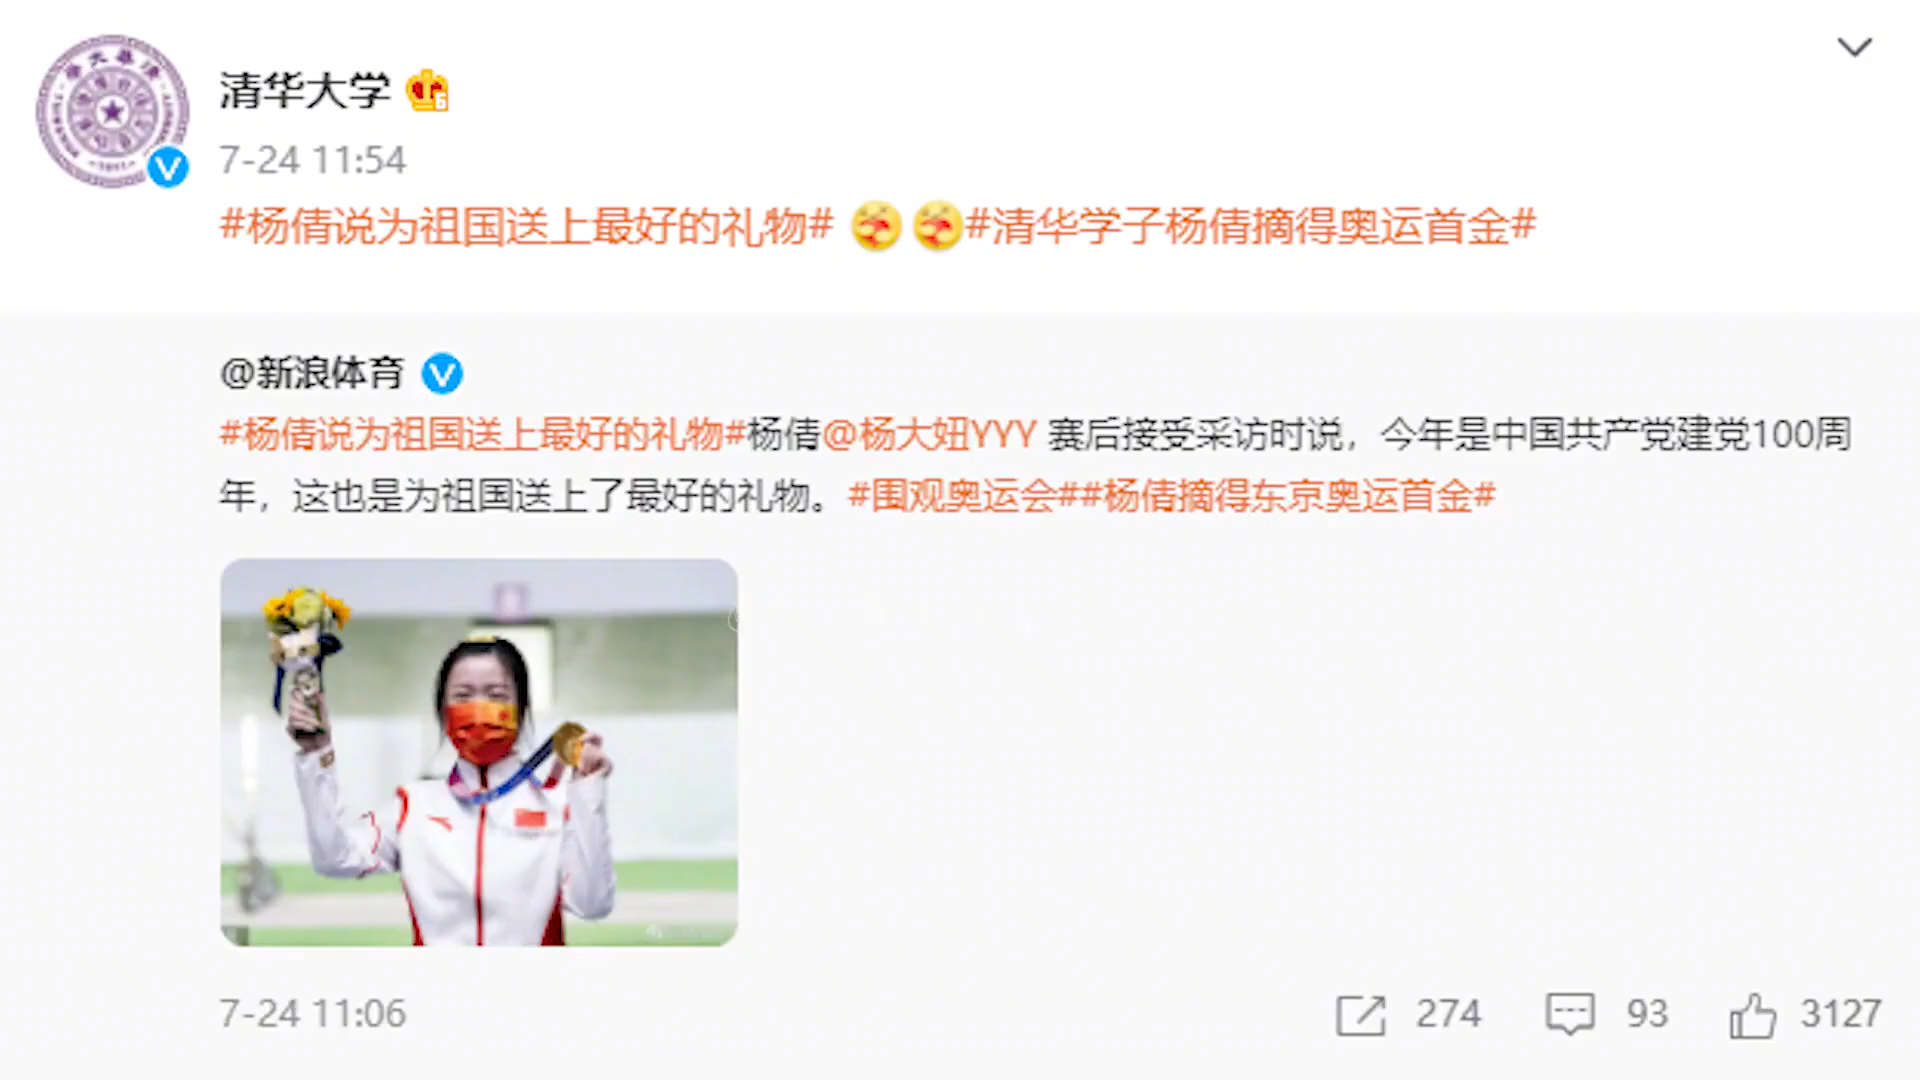 清华大学
7-24 11:54
#杨倩说为祖国送上最好的礼物# #清华学子杨倩摘得奥运首金#
@新浪体育
#杨倩说为祖国送上最好的礼物#杨倩@杨大妞YYY 赛后接受采访时说，今年是中国共产党建党100周
年，这也是为祖国送上了最好的礼物。#围观奥运会##杨倩摘得东京奥运首金#
7-24 11:06 274 93 3127